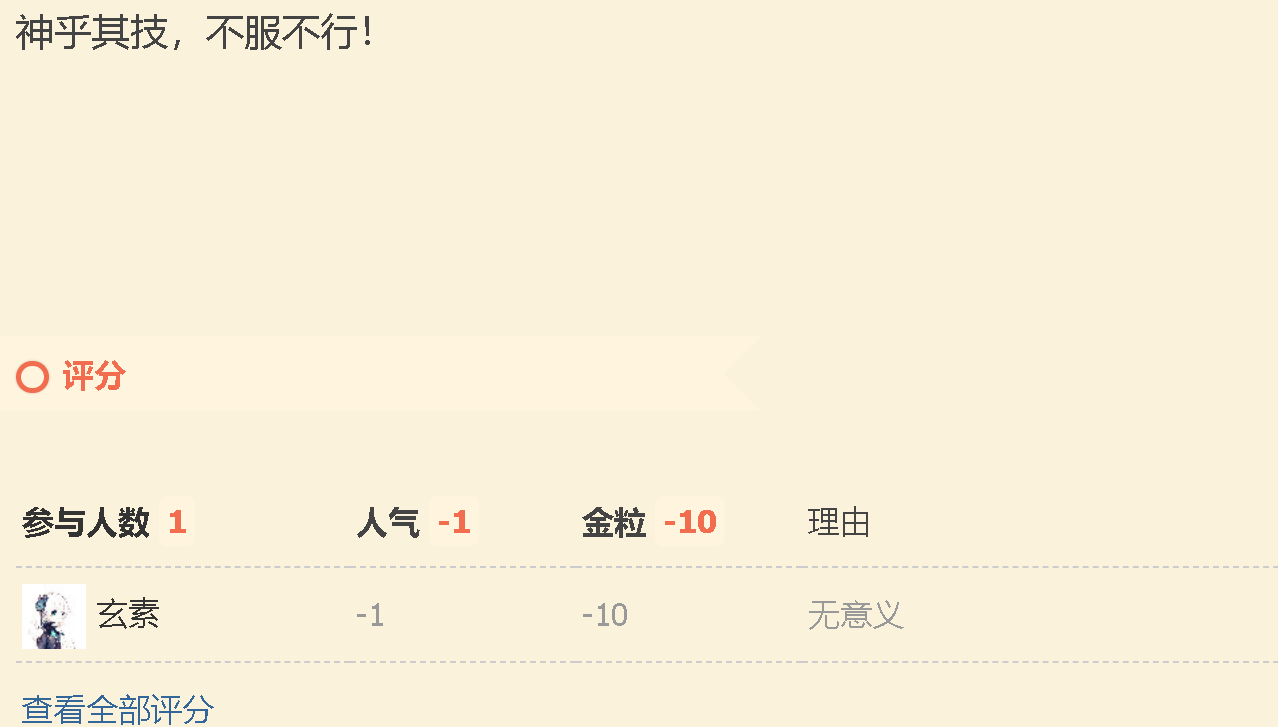 神乎其技，不服不行！
评分
参与人数 1 人气 -1 金粒 -10 理由
玄素 -1 -10 无意义
查看全部评分